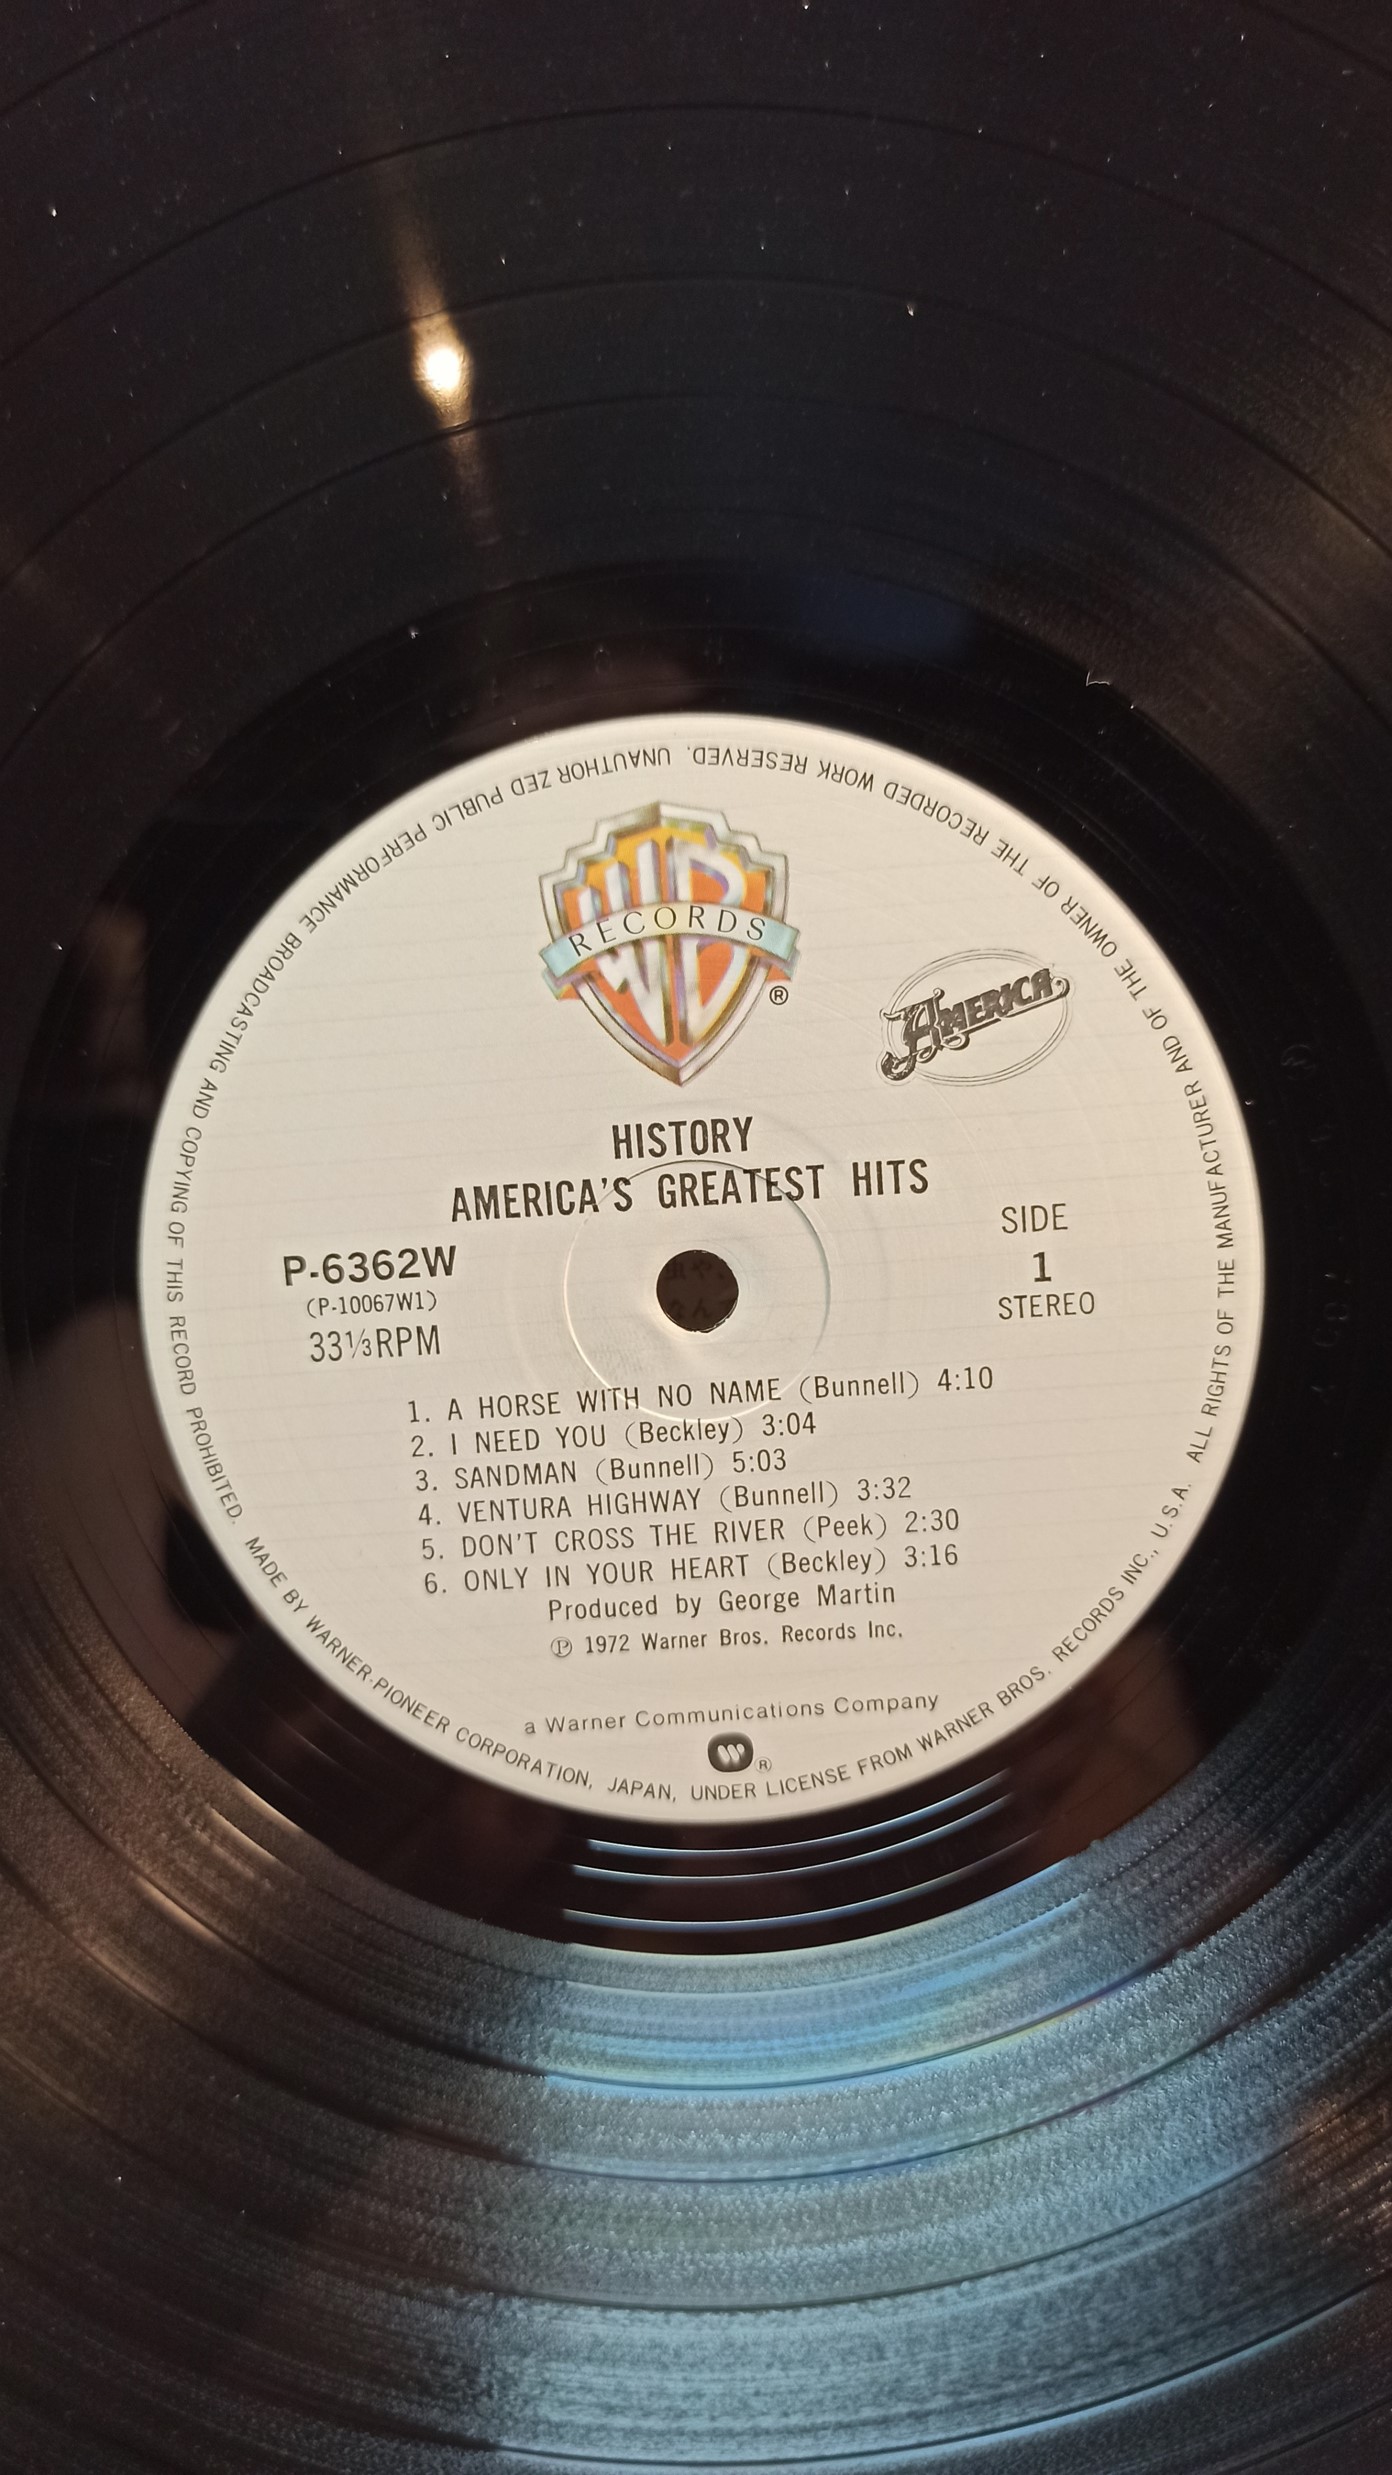 WB
RECORDS
®
AMERICA
HISTORY
AMERICA'S GREATEST HITS
P-6362W
(P-10067W1)
33⅓RPM
SIDE
1
STEREO
1. A HORSE WITH NO NAME (Bunnell) 4:10
2. I NEED YOU (Beckley) 3:04
3. SANDMAN (Bunnell) 5:03
4. VENTURA HIGHWAY (Bunnell) 3:32
5. DON'T CROSS THE RIVER (Peek) 2:30
6. ONLY IN YOUR HEART (Beckley) 3:16
Produced by George Martin
℗ 1972 Warner Bros. Records Inc.
a Warner Communications Company
W®
MADE BY WARNER-PIONEER CORPORATION, JAPAN, UNDER LICENSE FROM WARNER BROS. RECORDS INC., U.S.A. ALL RIGHTS OF THE MANUFACTURER AND OF THE OWNER OF THE RECORDED WORK RESERVED. UNAUTHOR ZED PUBLIC PERFORMANCE BROADCASTING AND COPYING OF THIS RECORD PROHIBITED.